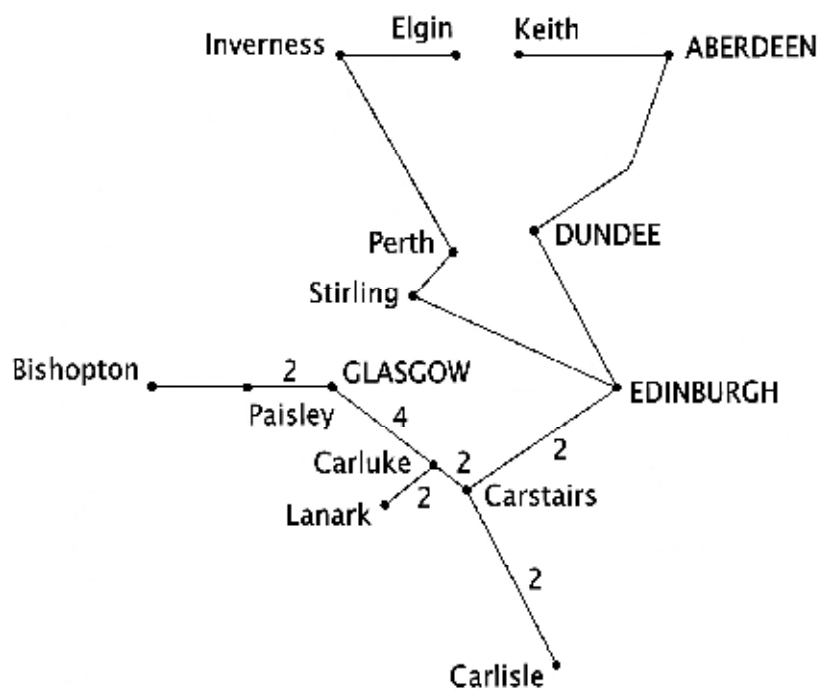 Inverness
Elgin
Keith
ABERDEEN
Perth
DUNDEE
Stirling
Bishopton
2
GLASGOW
Paisley
EDINBURGH
4
Carluke
2
2
Lanark
2
Carstairs
2
Carlisle